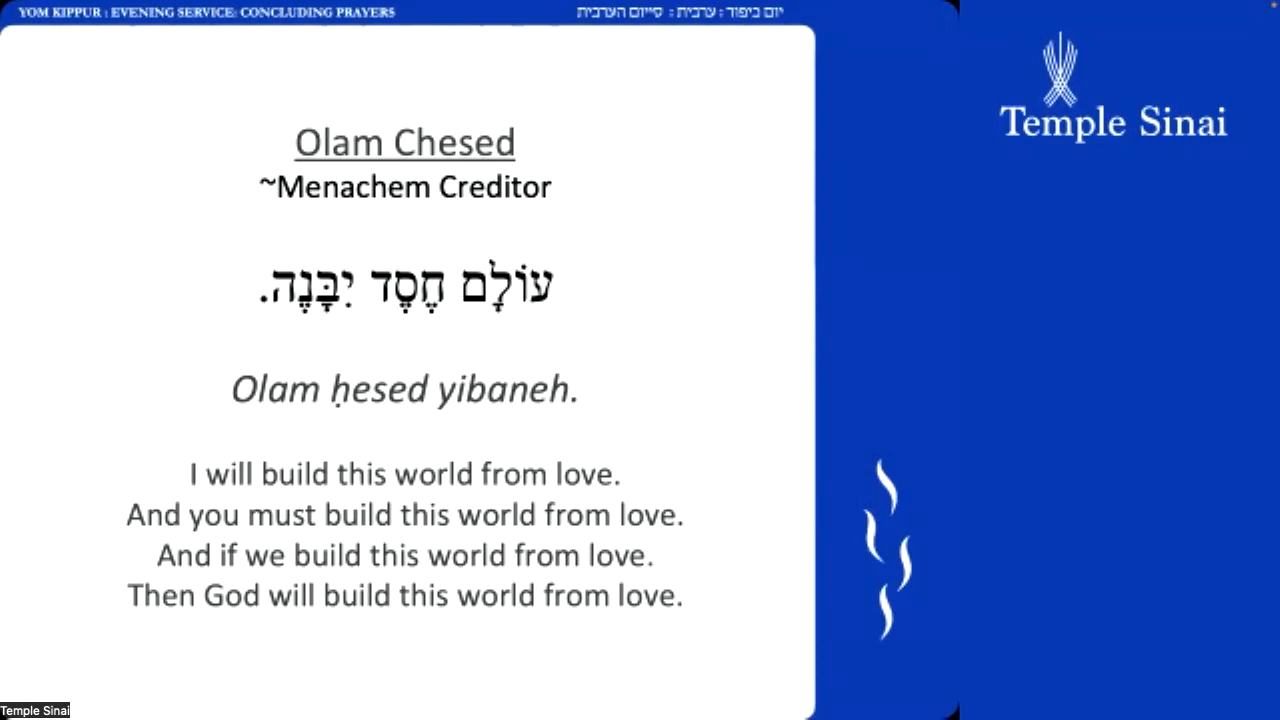 YOM KIPPUR : EVENING SERVICE: CONCLUDING PRAYERS
יום כיפור : ערבית : סייום הערבית
Temple Sinai
Olam Chesed
~Menachem Creditor
עוֹלָם חֶסֶד יִבָּנֶה.
Olam ḥesed yibaneh.
I will build this world from love.
And you must build this world from love.
And if we build this world from love.
Then God will build this world from love.
Temple Sinai